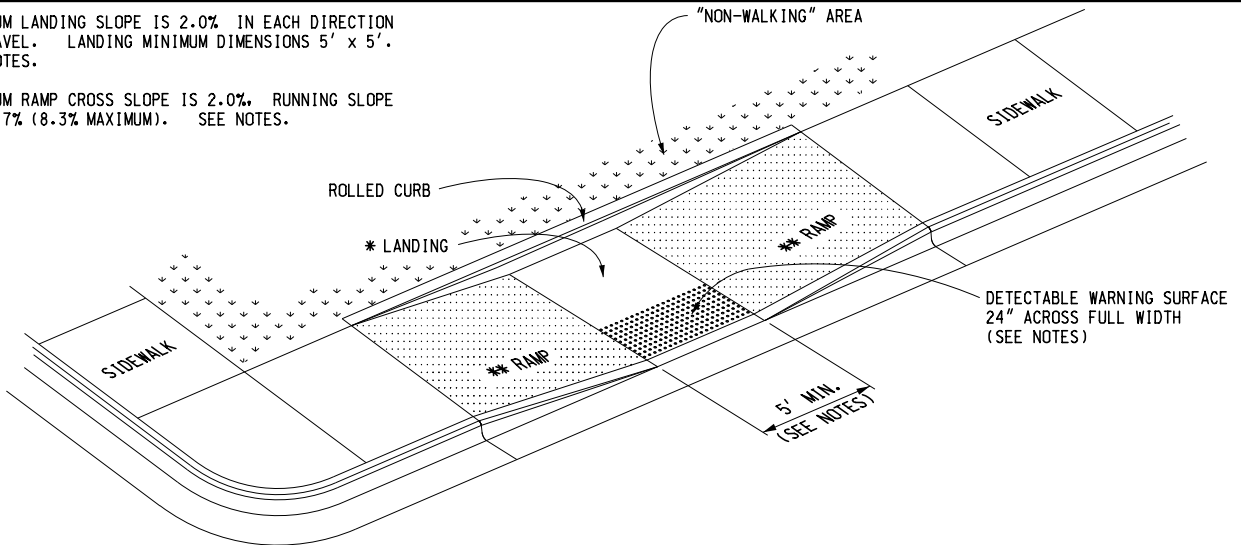 UM LANDING SLOPE IS 2.0% IN EACH DIRECTION
AVEL. LANDING MINIMUM DIMENSIONS 5' x 5'.
OTES.
UM RAMP CROSS SLOPE IS 2.0%. RUNNING SLOPE
7% (8.3% MAXIMUM). SEE NOTES.
"NON-WALKING" AREA
SIDEWALK
ROLLED CURB
* LANDING
** RAMP
DETECTABLE WARNING SURFACE
24" ACROSS FULL WIDTH
(SEE NOTES)
SIDEWALK
** RAMP
5' MIN.
(SEE NOTES)